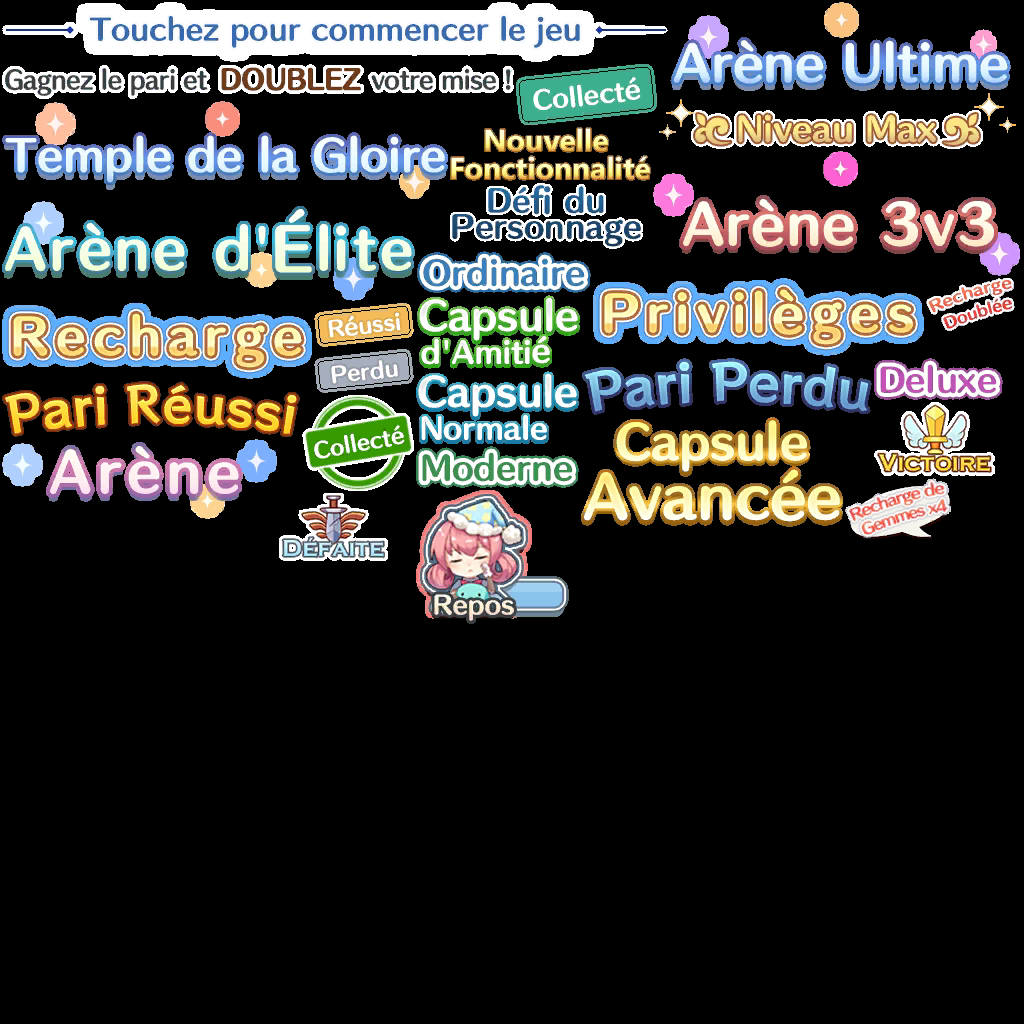 Touchez pour commencer le jeu
Arène Ultime
Gagnez le pari et DOUBLEZ votre mise !
Collecté
Niveau Max
Temple de la Gloire
Nouvelle
Fonctionnalité
Défi du
Personnage
Arène 3v3
Arène d'Élite
Ordinaire
Recharge
Réussi
Capsule
d'Amitié
Privilèges
Recharge
Doublée
Perdu
Pari Réussi
Capsule
Normale
Pari Perdu
Deluxe
Collecté
Capsule
Avancée
VICTOIRE
Arène
Moderne
Recharge de
Gemmes x4
DÉFAITE
Repos